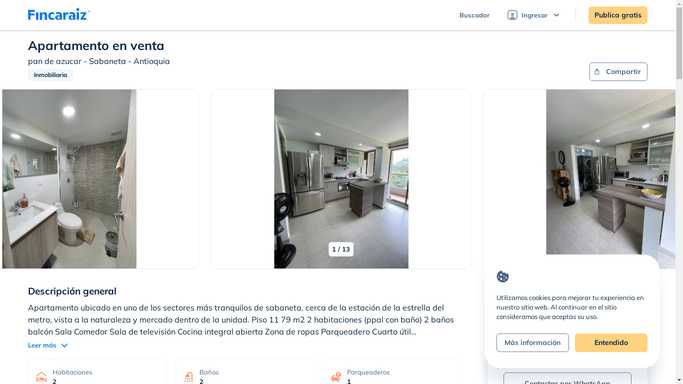 Fincaraiz
Buscador
Ingresar
Publica gratis
Apartamento en venta
pan de azucar - Sabaneta - Antioquia
Inmobiliaria
Compartir
1 / 13
Descripción general
Apartamento ubicado en uno de los sectores más tranquilos de sabaneta, cerca de la estación de la estrella del
metro, vista a la naturaleza y mercado dentro de la unidad. Piso 11 79 m2 2 habitaciones (ppal con baño) 2 baños
balcón Sala Comedor Sala de televisión Cocina integral abierta Zona de ropas Parqueadero Cuarto útil...
Leer más
Habitaciones
2
Baños
2
Parqueaderos
1
Utilizamos cookies para mejorar tu experiencia en
nuestro sitio web. Al continuar en el sitio
consideramos que aceptas su uso.
Más información
Entendido
Contactar por WhatsApp